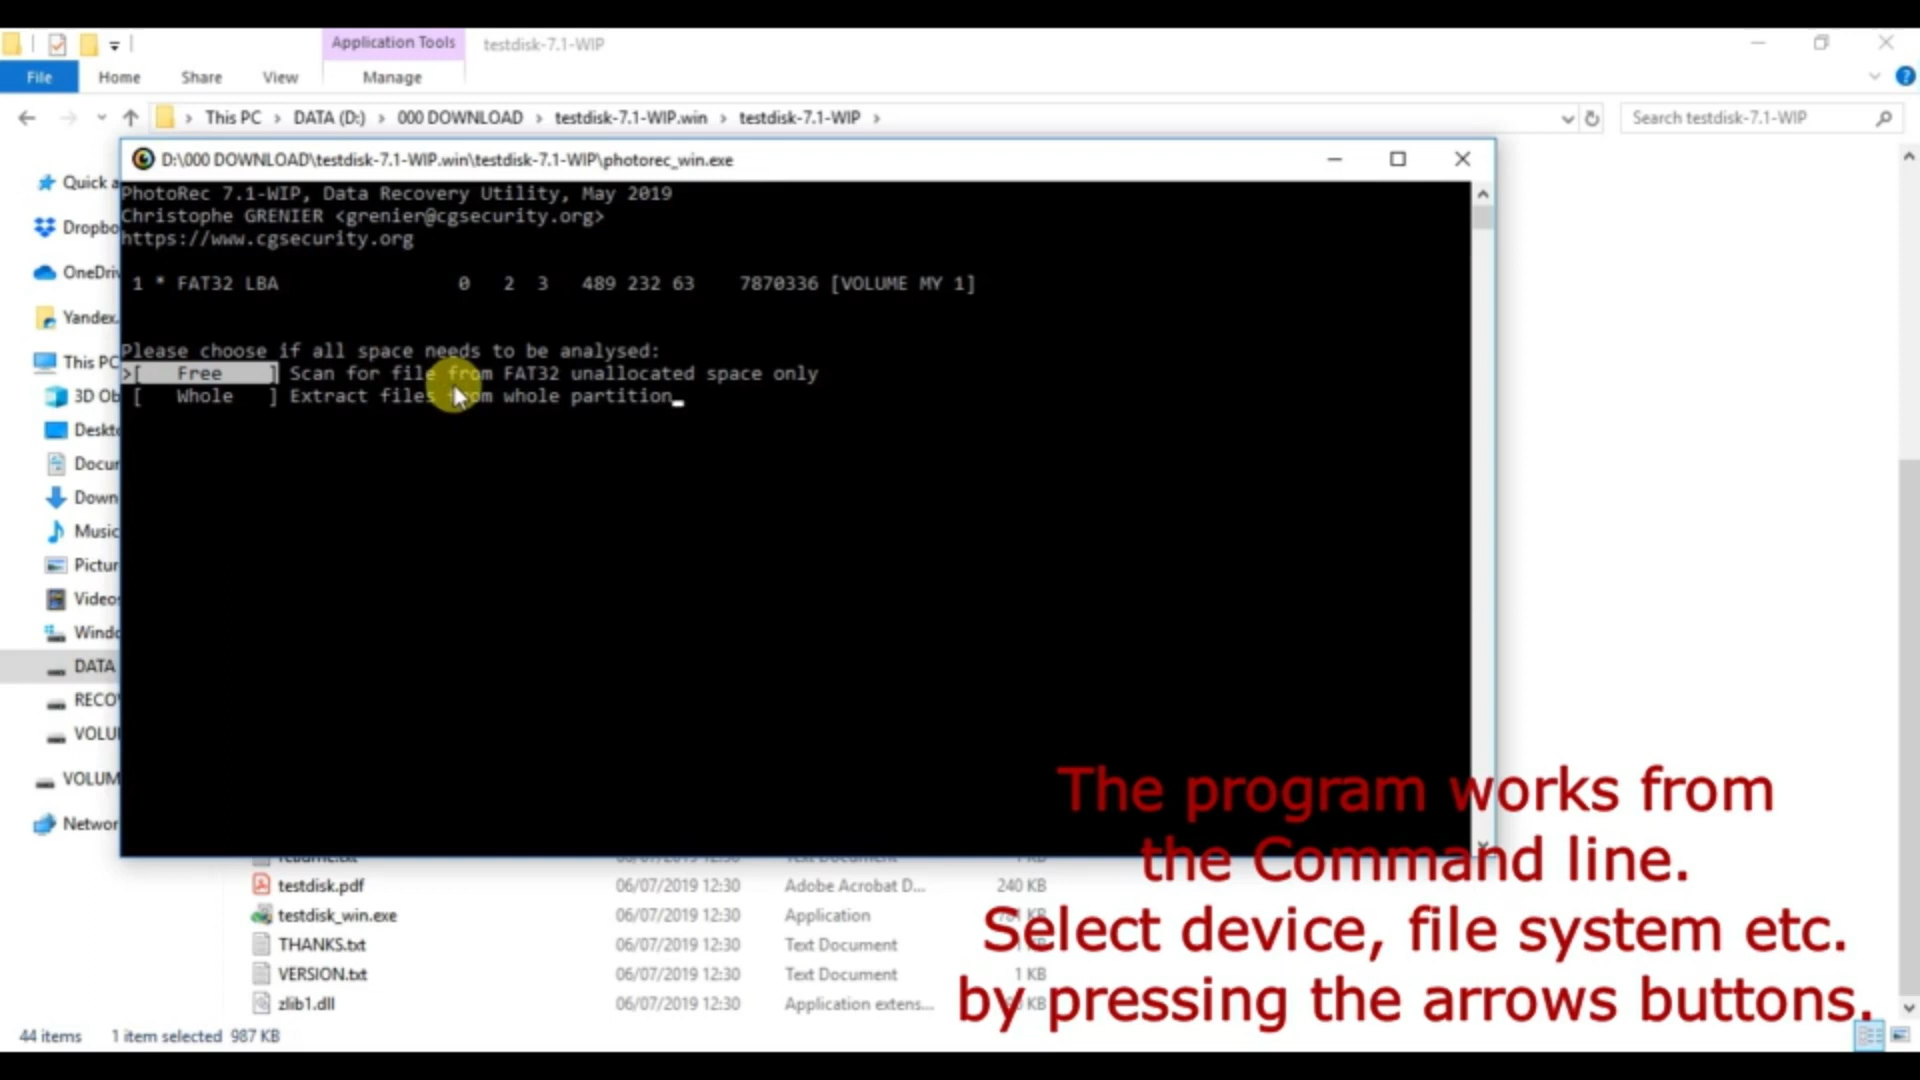 Application Tools
testdisk-7.1-WIP
File
Home
Share
View
Manage
This PC
DATA (D:)
000 DOWNLOAD
testdisk-7.1-WIP.win
testdisk-7.1-WIP
Search testdisk-7.1-WIP
D:\000 DOWNLOAD\testdisk-7.1-WIP.win\testdisk-7.1-WIP\photorec_win.exe
Quick a
Dropbo
OneDriv
Yandex.
This PC
3D Ob
Deskto
Docum
Down
Music
Pictur
Videos
Windo
DATA
RECO
VOLU
VOLUM
Networ
PhotoRec 7.1-WIP, Data Recovery Utility, May 2019
Christophe GRENIER <grenier@cgsecurity.org>
https://www.cgsecurity.org
1 * FAT32 LBA 0 2 3 489 232 63 7870336 [VOLUME MY 1]
Please choose if all space needs to be analysed:
>[ Free ] Scan for file from FAT32 unallocated space only
[ Whole ] Extract files from whole partition_
testdisk.pdf 06/07/2019 12:30 Adobe Acrobat D... 240 KB
testdisk_win.exe 06/07/2019 12:30 Application
THANKS.txt 06/07/2019 12:30 Text Document
VERSION.txt 06/07/2019 12:30 Text Document 1 KB
zlib1.dll 06/07/2019 12:30 Application extens...
44 items 1 item selected 987 KB
The program works from
the Command line.
Select device, file system etc.
by pressing the arrows buttons.